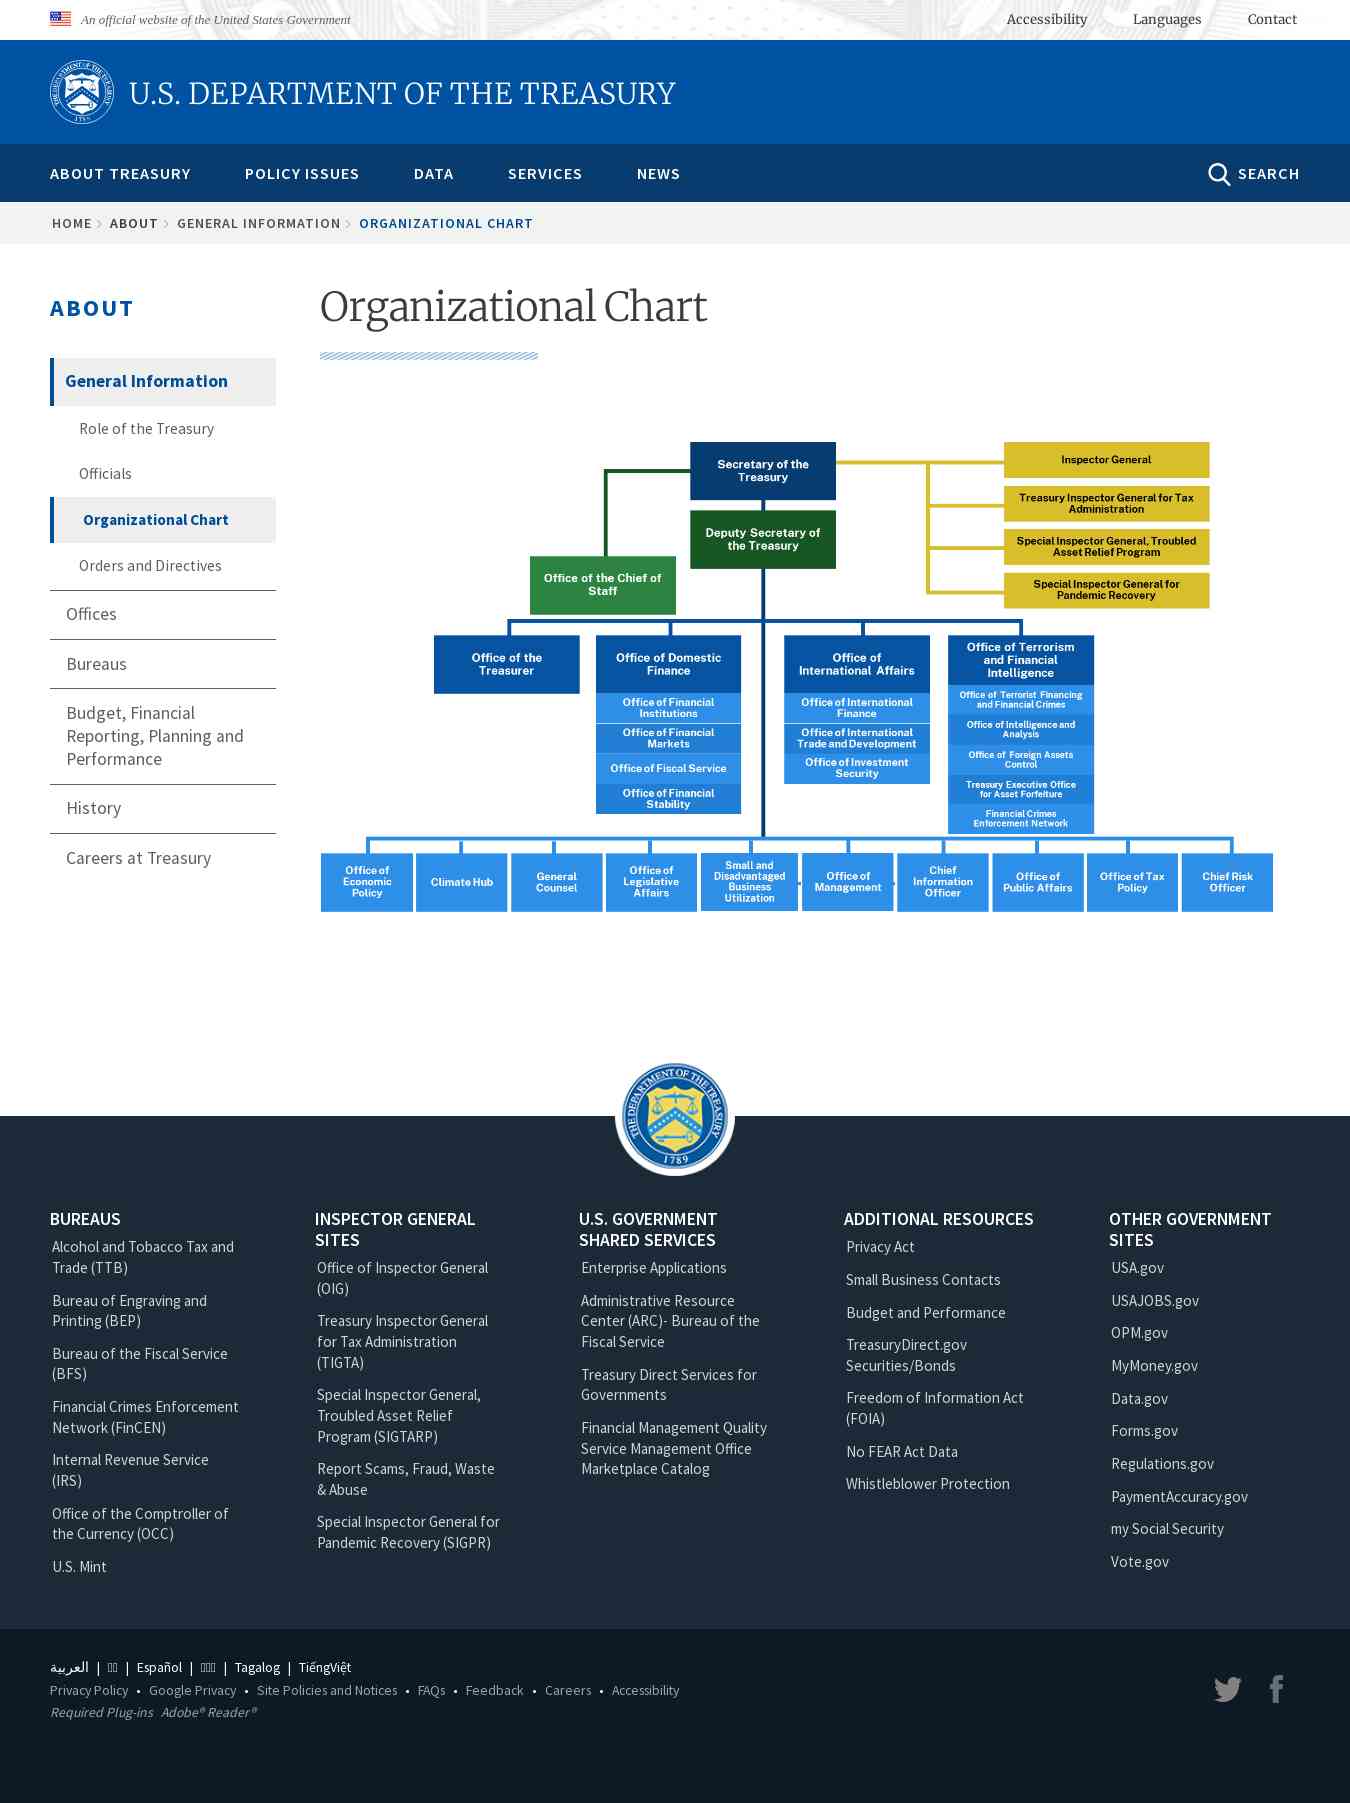 An official website of the United States Government
Accessibility
Languages
Contact
U.S. DEPARTMENT OF THE TREASURY
ABOUT TREASURY
POLICY ISSUES
DATA
SERVICES
NEWS
SEARCH
HOME
ABOUT
GENERAL INFORMATION
ORGANIZATIONAL CHART
ABOUT
General Information
Role of the Treasury
Officials
Organizational Chart
Orders and Directives
Offices
Bureaus
Budget, Financial
Reporting, Planning and
Performance
History
Careers at Treasury
Organizational Chart
Secretary of the
Treasury
Deputy Secretary of
the Treasury
Office of the Chief of
Staff
Inspector General
Treasury Inspector General for Tax
Administration
Special Inspector General, Troubled
Asset Relief Program
Special Inspector General for
Pandemic Recovery
Office of the
Treasurer
Office of Domestic
Finance
Office of Financial
Institutions
Office of Financial
Markets
Office of Fiscal Service
Office of Financial
Stability
Office of
International Affairs
Office of International
Finance
Office of International
Trade and Development
Office of Investment
Security
Office of Terrorism
and Financial
Intelligence
Office of Terrorist Financing
and Financial Crimes
Office of Intelligence and
Analysis
Office of Foreign Assets
Control
Treasury Executive Office
for Asset Forfeiture
Financial Crimes
Enforcement Network
Office of
Economic
Policy
Climate Hub
General
Counsel
Office of
Legislative
Affairs
Small and
Disadvantaged
Business
Utilization
Office of
Management
Chief
Information
Officer
Office of
Public Affairs
Office of Tax
Policy
Chief Risk
Officer
THE DEPARTMENT OF THE TREASURY
1789
BUREAUS
Alcohol and Tobacco Tax and
Trade (TTB)
Bureau of Engraving and
Printing (BEP)
Bureau of the Fiscal Service
(BFS)
Financial Crimes Enforcement
Network (FinCEN)
Internal Revenue Service
(IRS)
Office of the Comptroller of
the Currency (OCC)
U.S. Mint
INSPECTOR GENERAL
SITES
Office of Inspector General
(OIG)
Treasury Inspector General
for Tax Administration
(TIGTA)
Special Inspector General,
Troubled Asset Relief
Program (SIGTARP)
Report Scams, Fraud, Waste
& Abuse
Special Inspector General for
Pandemic Recovery (SIGPR)
U.S. GOVERNMENT
SHARED SERVICES
Enterprise Applications
Administrative Resource
Center (ARC)- Bureau of the
Fiscal Service
Treasury Direct Services for
Governments
Financial Management Quality
Service Management Office
Marketplace Catalog
ADDITIONAL RESOURCES
Privacy Act
Small Business Contacts
Budget and Performance
TreasuryDirect.gov
Securities/Bonds
Freedom of Information Act
(FOIA)
No FEAR Act Data
Whistleblower Protection
OTHER GOVERNMENT
SITES
USA.gov
USAJOBS.gov
OPM.gov
MyMoney.gov
Data.gov
Forms.gov
Regulations.gov
PaymentAccuracy.gov
my Social Security
Vote.gov
العربية | | Español | | Tagalog | TiếngViệt
Privacy Policy • Google Privacy • Site Policies and Notices • FAQs • Feedback • Careers • Accessibility
Required Plug-ins Adobe® Reader®